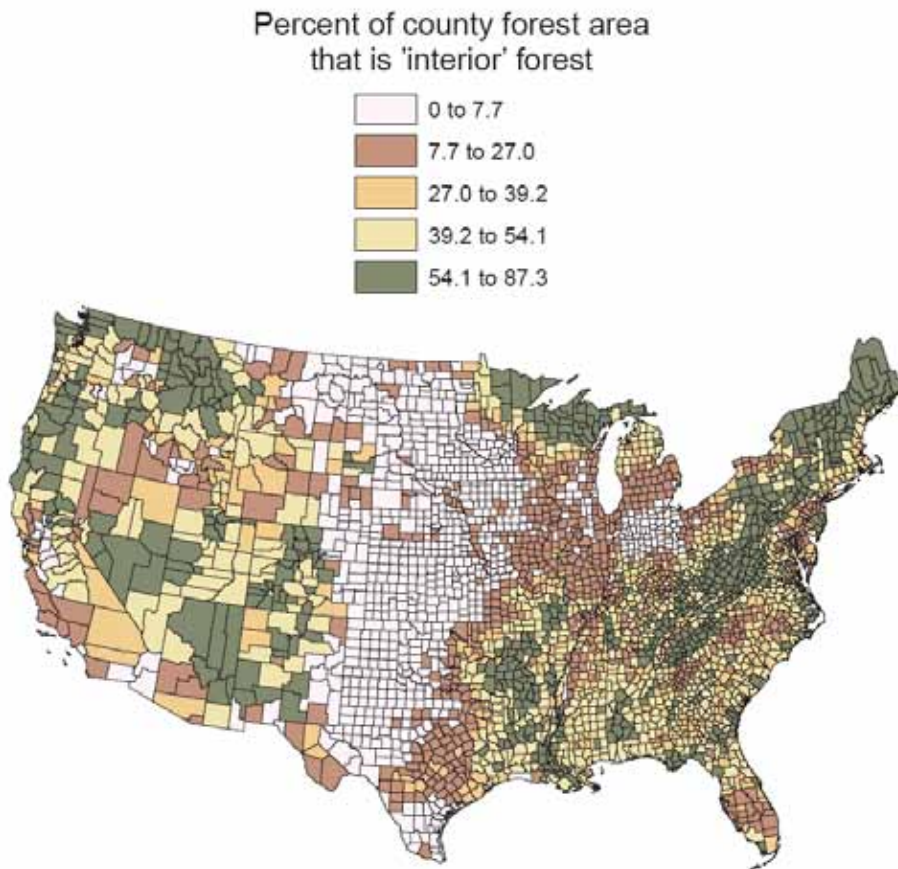 Percent of county forest area
that is 'interior' forest
0 to 7.7
7.7 to 27.0
27.0 to 39.2
39.2 to 54.1
54.1 to 87.3